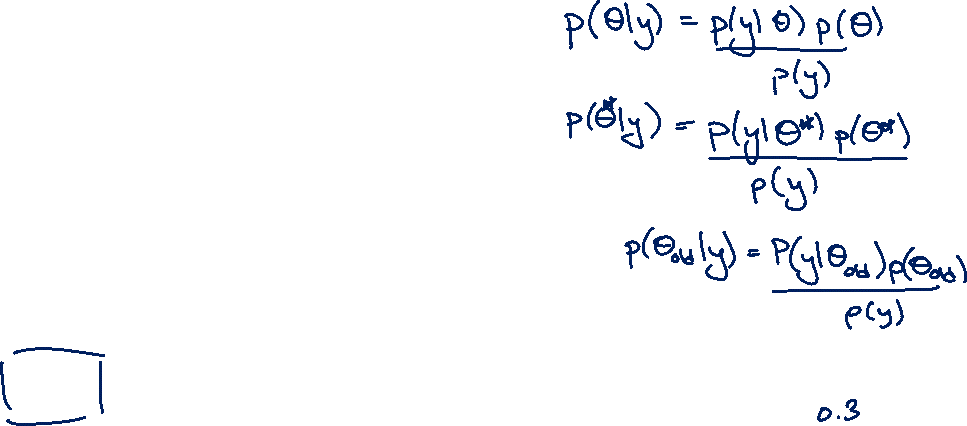 p(θ|y) = p(y|θ) p(θ)
p(y)
p(θ*|y) = p(y|θ*) p(θ*)
p(y)
p(θold|y) = P(y|θold) p(θold)
p(y)
0.3